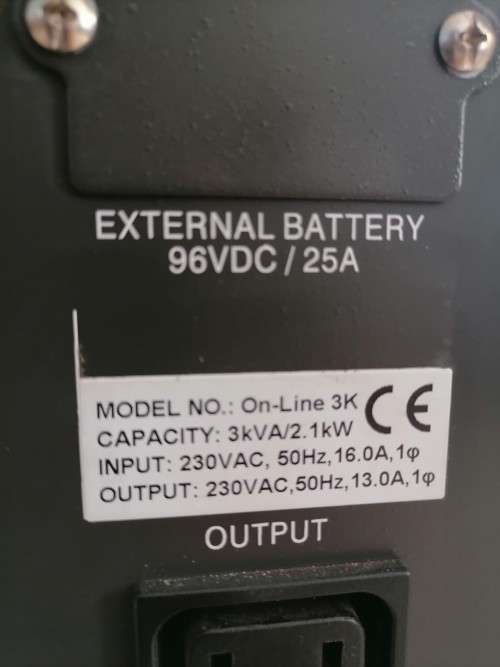 EXTERNAL BATTERY
96VDC / 25A
MODEL NO.: On-Line 3K CE
CAPACITY: 3kVA/2.1kW
INPUT: 230VAC, 50Hz,16.0A,1φ
OUTPUT: 230VAC,50Hz,13.0A,1φ
OUTPUT